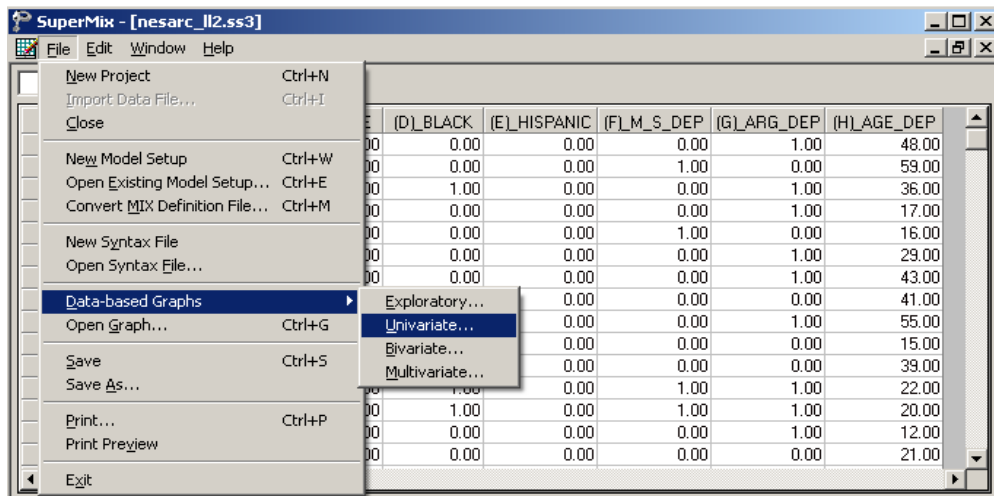 SuperMix - [nesarc_ll2.ss3]
File Edit Window Help
New Project Ctrl+N
Import Data File... Ctrl+I
Close
New Model Setup Ctrl+W
Open Existing Model Setup... Ctrl+E
Convert MIX Definition File... Ctrl+M
New Syntax File
Open Syntax File...
Data-based Graphs
Open Graph... Ctrl+G
Save Ctrl+S
Save As...
Print... Ctrl+P
Print Preview
Exit
Exploratory...
Univariate...
Bivariate...
Multivariate...
(D)_BLACK (E)_HISPANIC (F)_M_S_DEP (G)_ARG_DEP (H)_AGE_DEP
0.00 0.00 0.00 1.00 48.00
0.00 0.00 1.00 0.00 59.00
1.00 0.00 0.00 1.00 36.00
0.00 0.00 0.00 1.00 17.00
0.00 0.00 1.00 0.00 16.00
0.00 0.00 0.00 1.00 29.00
0.00 0.00 0.00 1.00 43.00
0.00 0.00 0.00 41.00
0.00 0.00 1.00 55.00
0.00 0.00 0.00 15.00
0.00 0.00 0.00 39.00
1.00 0.00 1.00 1.00 22.00
1.00 0.00 1.00 1.00 20.00
0.00 0.00 0.00 1.00 12.00
0.00 0.00 0.00 0.00 21.00